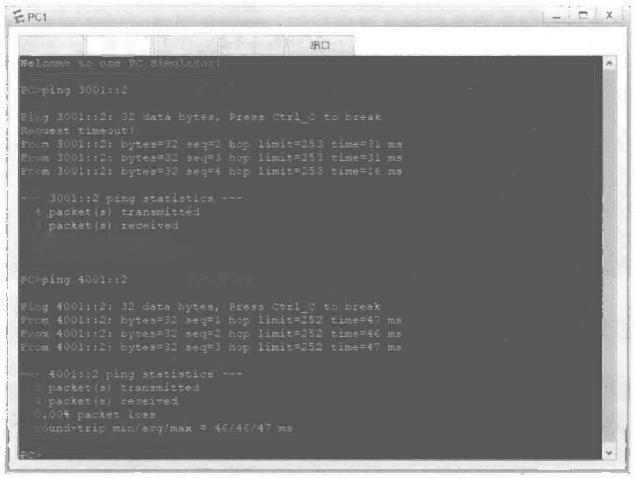 PC1
串口
Welcome to use PC Simulator!
PC>ping 3001::2
Ping 3001::2: 32 data bytes, Press Ctrl_C to break
Request timeout!
From 3001::2: bytes=32 seq=2 hop limit=253 time=31 ms
From 3001::2: bytes=32 seq=3 hop limit=253 time=31 ms
From 3001::2: bytes=32 seq=4 hop limit=253 time=16 ms
--- 3001::2 ping statistics ---
4 packet(s) transmitted
3 packet(s) received
PC>ping 4001::2
Ping 4001::2: 32 data bytes, Press Ctrl_C to break
From 4001::2: bytes=32 seq=1 hop limit=252 time=47 ms
From 4001::2: bytes=32 seq=2 hop limit=252 time=46 ms
From 4001::2: bytes=32 seq=3 hop limit=252 time=47 ms
--- 4001::2 ping statistics ---
3 packet(s) transmitted
3 packet(s) received
0.00% packet loss
round-trip min/avg/max = 46/46/47 ms
PC>